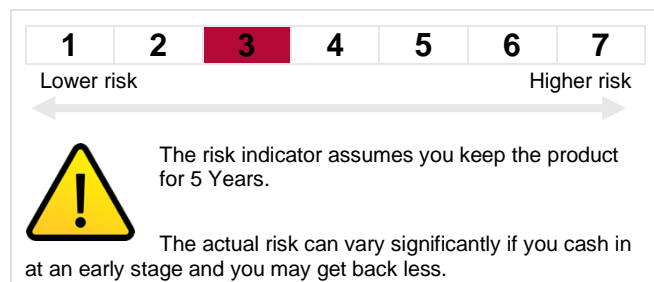 1 2 3 4 5 6 7
Lower risk Higher risk
The risk indicator assumes you keep the product
for 5 Years.
The actual risk can vary significantly if you cash in
at an early stage and you may get back less.